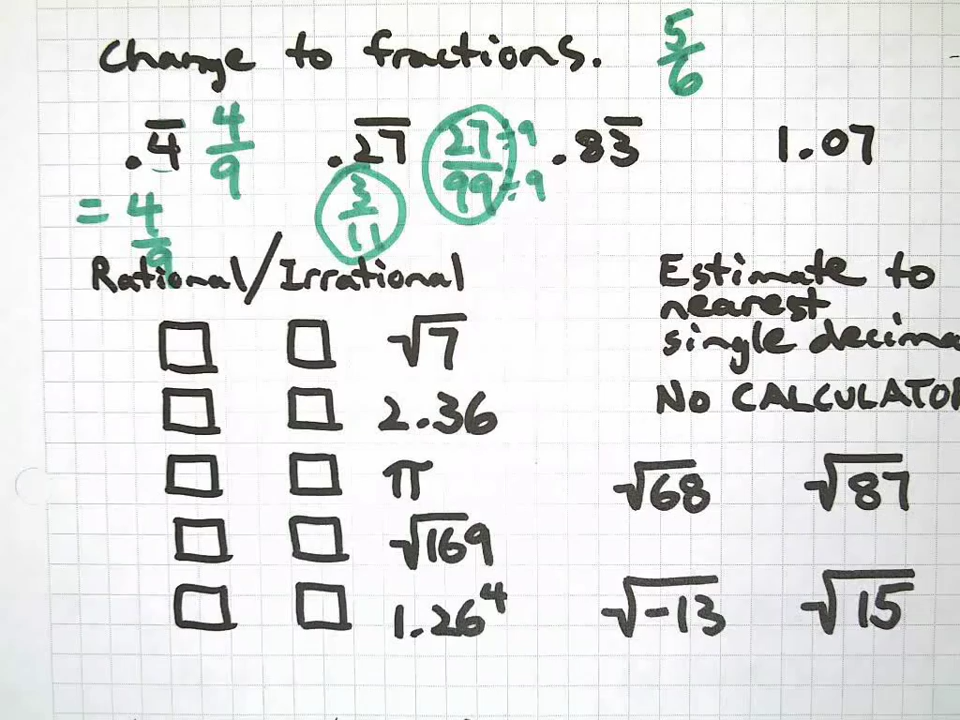 Change to fractions. 5/6
.4̅ 4/9 .2̅7̅ 27/99 ÷9 ÷9 .83̅ 1.07
= 4/9 3/11
Rational/Irrational
√7
2.36
π
√169
1.26⁴
Estimate to
nearest
single decima
NO CALCULATOR
√68 √87
√-13 √15